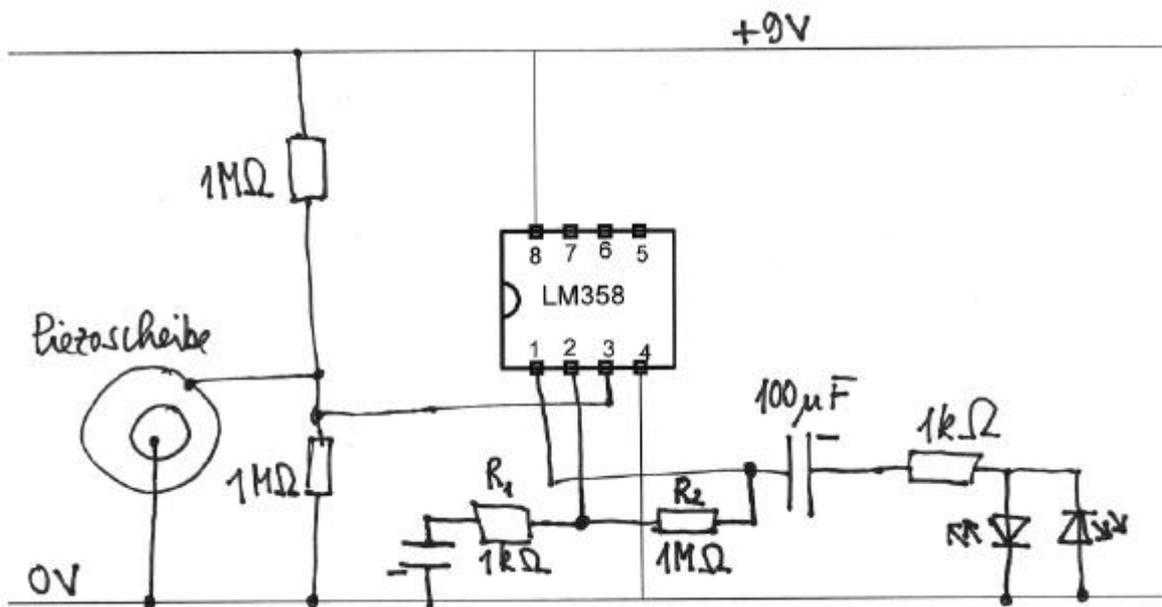 +9V
1MΩ
8 7 6 5
LM358
Piezoscheibe
1 2 3 4
100µF
1kΩ
1MΩ
R₁
R₂
1kΩ
1MΩ
0V